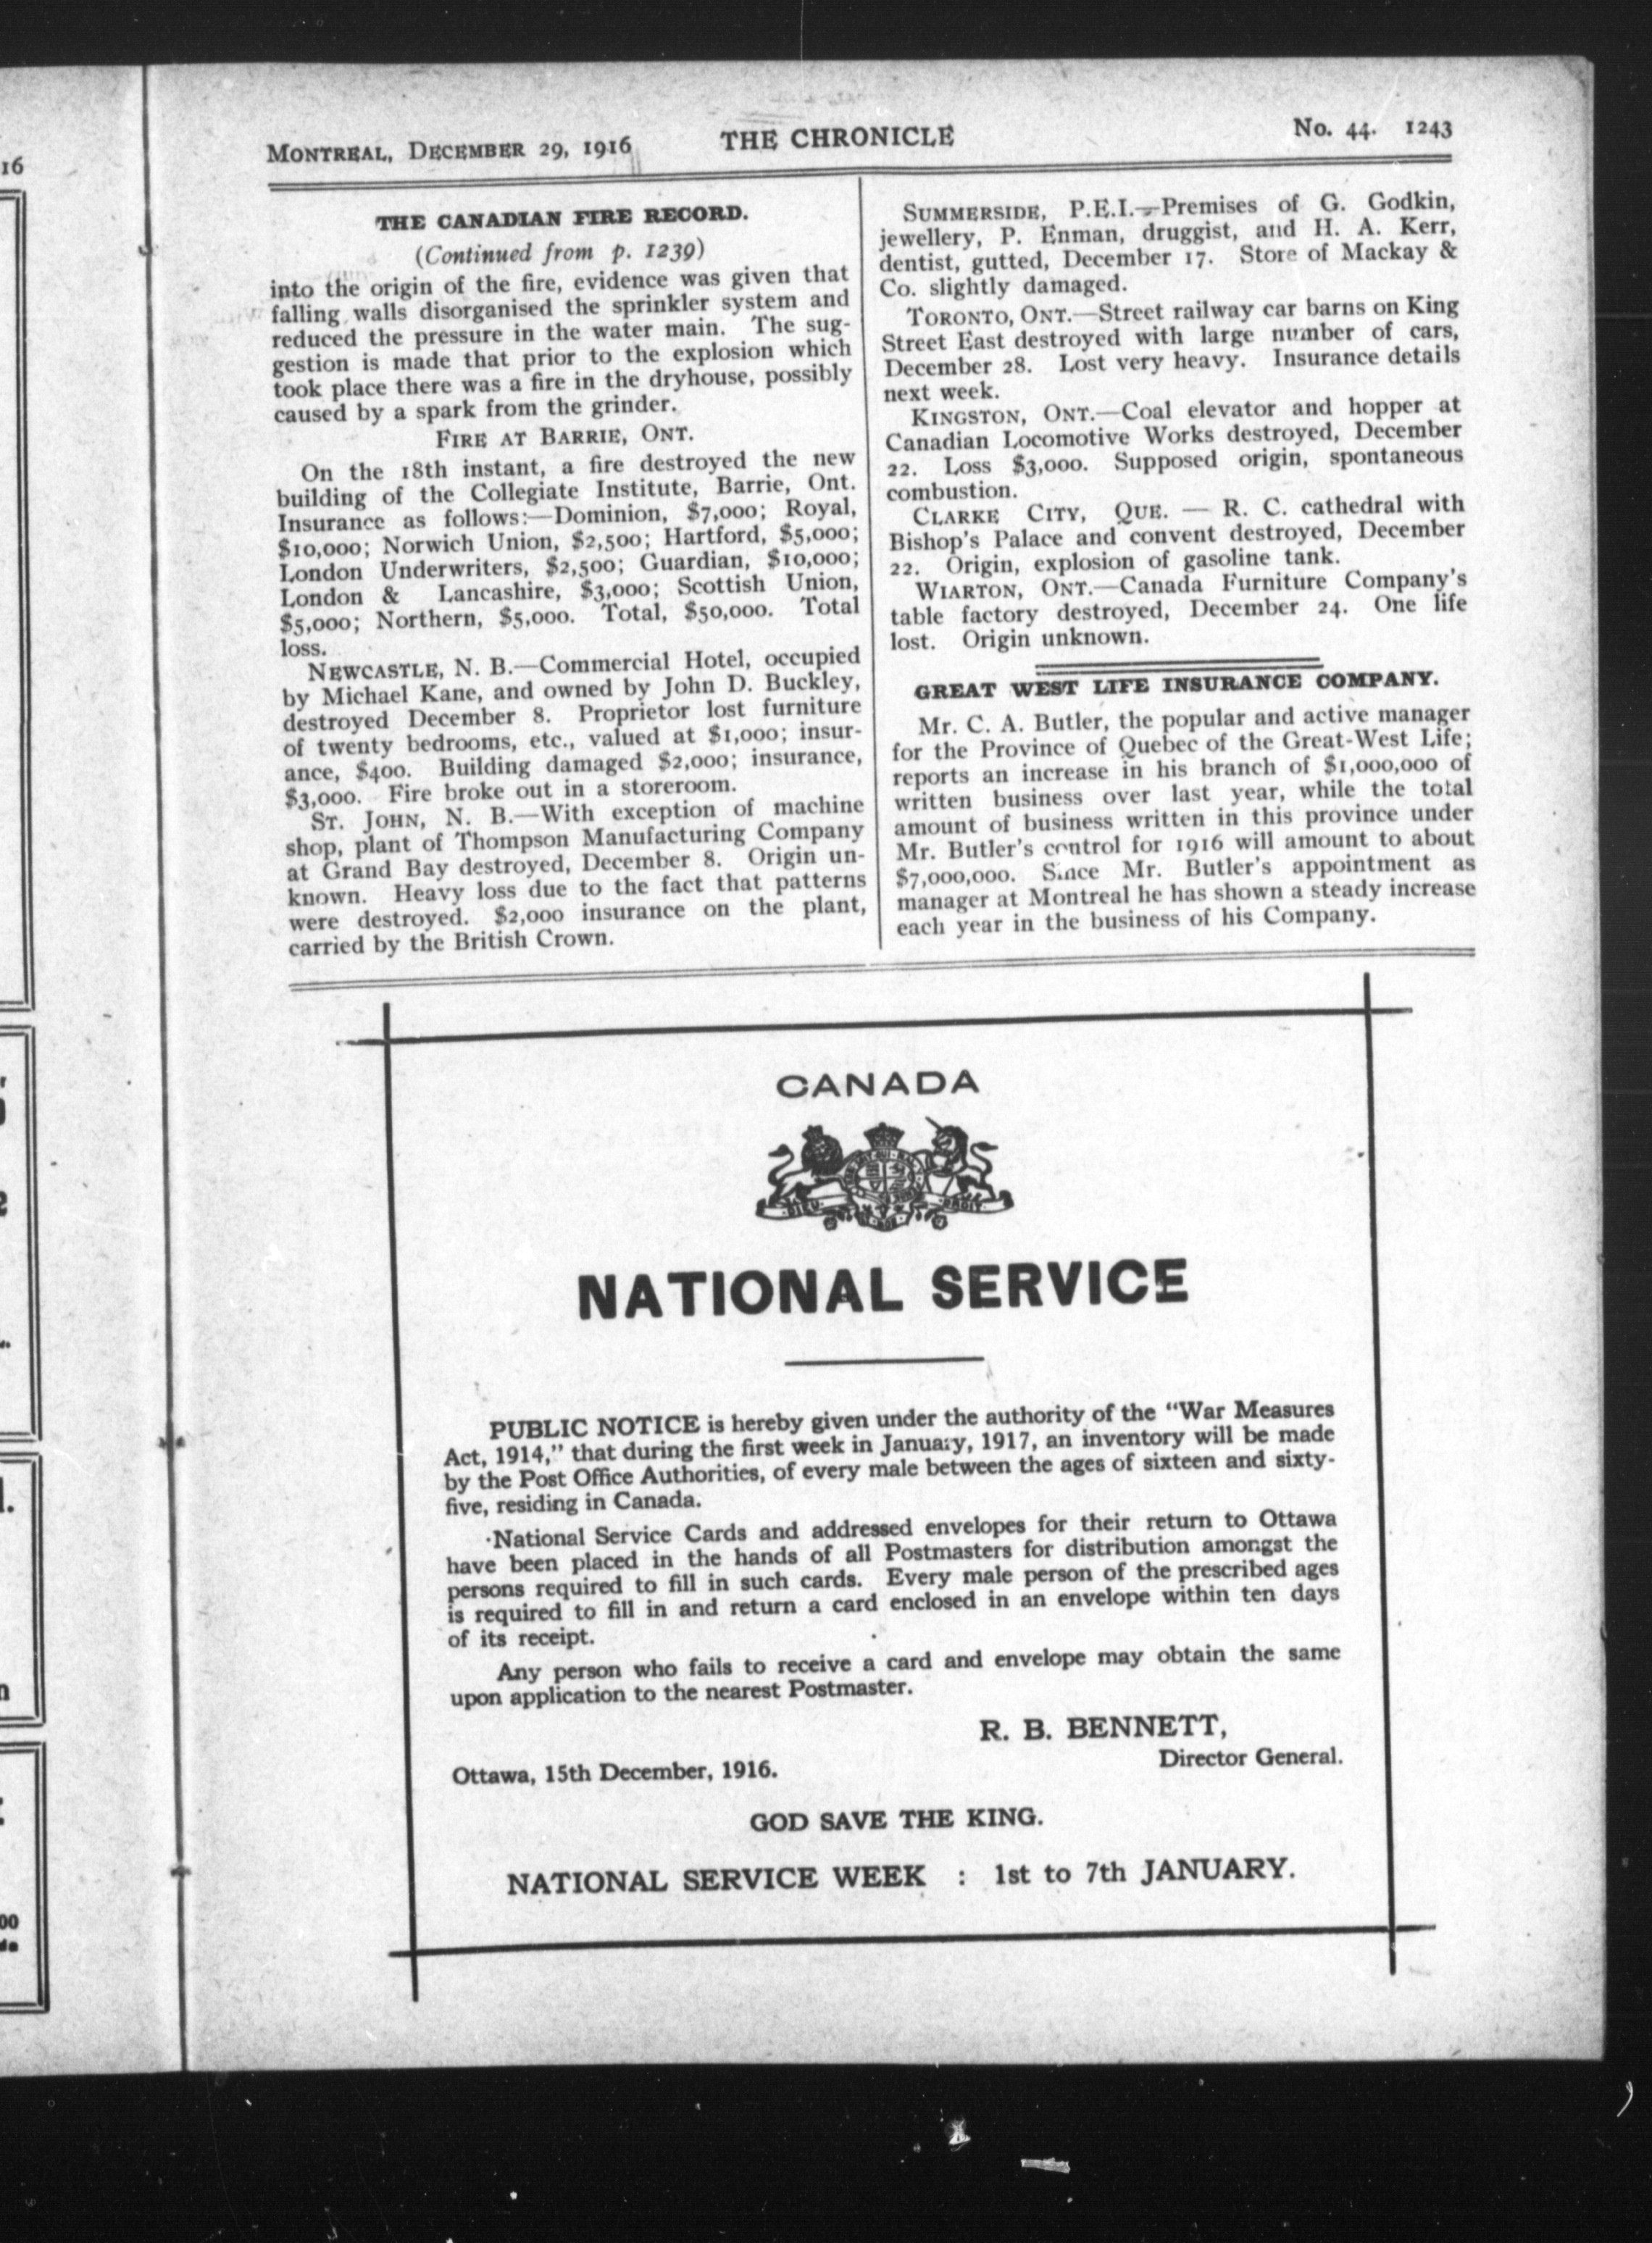 MONTREAL, DECEMBER 29, 1916
THE CHRONICLE
No. 44. 1243
THE CANADIAN FIRE RECORD.
(Continued from p. 1239)
into the origin of the fire, evidence was given that
falling walls disorganised the sprinkler system and
reduced the pressure in the water main. The sug-
gestion is made that prior to the explosion which
took place there was a fire in the dryhouse, possibly
caused by a spark from the grinder.
FIRE AT BARRIE, ONT.
On the 18th instant, a fire destroyed the new
building of the Collegiate Institute, Barrie, Ont.
Insurance as follows:—Dominion, $7,000; Royal,
$10,000; Norwich Union, $2,500; Hartford, $5,000;
London Underwriters, $2,500; Guardian, $10,000;
London & Lancashire, $3,000; Scottish Union,
$5,000; Northern, $5,000. Total, $50,000. Total
loss.
NEWCASTLE, N. B.—Commercial Hotel, occupied
by Michael Kane, and owned by John D. Buckley,
destroyed December 8. Proprietor lost furniture
of twenty bedrooms, etc., valued at $1,000; insur-
ance, $400. Building damaged $2,000; insurance,
$3,000. Fire broke out in a storeroom.
ST. JOHN, N. B.—With exception of machine
shop, plant of Thompson Manufacturing Company
at Grand Bay destroyed, December 8. Origin un-
known. Heavy loss due to the fact that patterns
were destroyed. $2,000 insurance on the plant,
carried by the British Crown.
SUMMERSIDE, P.E.I.—Premises of G. Godkin,
jewellery, P. Enman, druggist, and H. A. Kerr,
dentist, gutted, December 17. Store of Mackay &
Co. slightly damaged.
TORONTO, ONT.—Street railway car barns on King
Street East destroyed with large number of cars,
December 28. Lost very heavy. Insurance details
next week.
KINGSTON, ONT.—Coal elevator and hopper at
Canadian Locomotive Works destroyed, December
22. Loss $3,000. Supposed origin, spontaneous
combustion.
CLARKE CITY, QUE. — R. C. cathedral with
Bishop's Palace and convent destroyed, December
22. Origin, explosion of gasoline tank.
WIARTON, ONT.—Canada Furniture Company's
table factory destroyed, December 24. One life
lost. Origin unknown.
GREAT WEST LIFE INSURANCE COMPANY.
Mr. C. A. Butler, the popular and active manager
for the Province of Quebec of the Great-West Life;
reports an increase in his branch of $1,000,000 of
written business over last year, while the total
amount of business written in this province under
Mr. Butler's control for 1916 will amount to about
$7,000,000. Since Mr. Butler's appointment as
manager at Montreal he has shown a steady increase
each year in the business of his Company.
CANADA
DIEU ET MON DROIT
NATIONAL SERVICE
PUBLIC NOTICE is hereby given under the authority of the "War Measures
Act, 1914," that during the first week in January, 1917, an inventory will be made
by the Post Office Authorities, of every male between the ages of sixteen and sixty-
five, residing in Canada.
National Service Cards and addressed envelopes for their return to Ottawa
have been placed in the hands of all Postmasters for distribution amongst the
persons required to fill in such cards. Every male person of the prescribed ages
is required to fill in and return a card enclosed in an envelope within ten days
of its receipt.
Any person who fails to receive a card and envelope may obtain the same
upon application to the nearest Postmaster.
R. B. BENNETT,
Director General.
Ottawa, 15th December, 1916.
GOD SAVE THE KING.
NATIONAL SERVICE WEEK : 1st to 7th JANUARY.